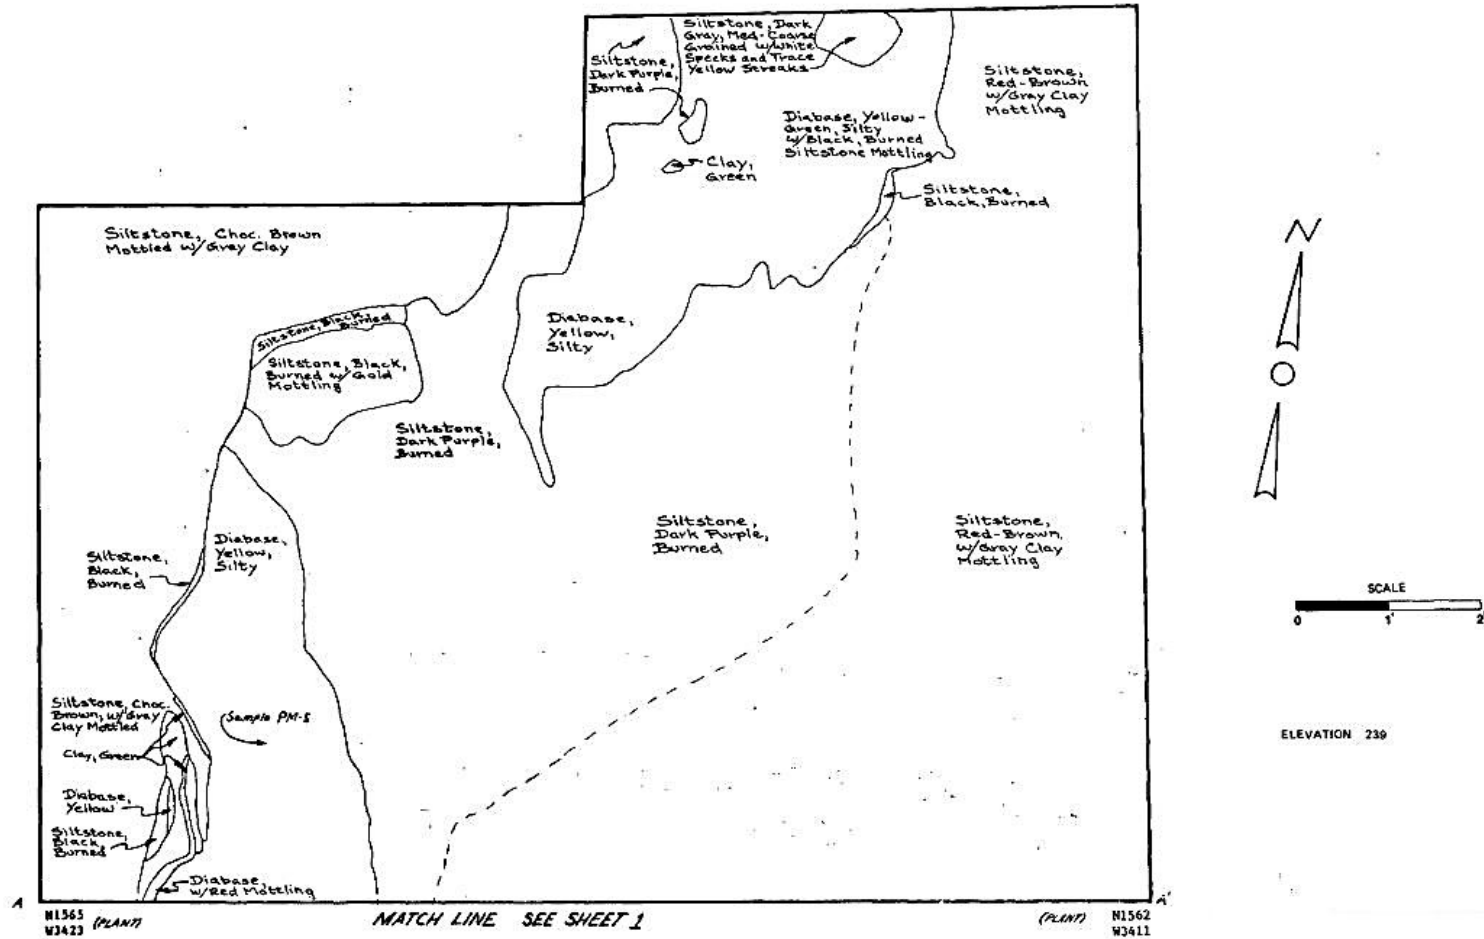 Siltstone, Dark
Gray, Med-Coarse
Grained w/White
Specks and Trace
Yellow Streaks
Siltstone,
Dark Purple,
Burned
Siltstone,
Red-Brown
w/Gray Clay
Mottling
Diabase, Yellow-
Green, Silty
w/Black, Burned
Siltstone Mottling
Clay,
Green
Siltstone,
Black, Burned
Siltstone, Choc. Brown
Mottled w/Gray Clay
N
Siltstone, Black,
Burned
Diabase,
Yellow,
Silty
Siltstone, Black,
Burned w/Gold
Mottling
Siltstone,
Dark Purple,
Burned
Siltstone,
Dark Purple,
Burned
Siltstone,
Red-Brown,
w/Gray Clay
Mottling
Diabase,
Yellow,
Silty
Siltstone,
Black,
Burned
SCALE
0 1' 2
Siltstone, Choc.
Brown, w/Gray
Clay Mottled
Sample PM-5
Clay, Green
ELEVATION 239
Diabase,
Yellow
Siltstone,
Black,
Burned
Diabase,
w/Red Mottling
A A'
N1565 (PLANT) MATCH LINE SEE SHEET 1 (PLANT) N1562
W3423 W3411